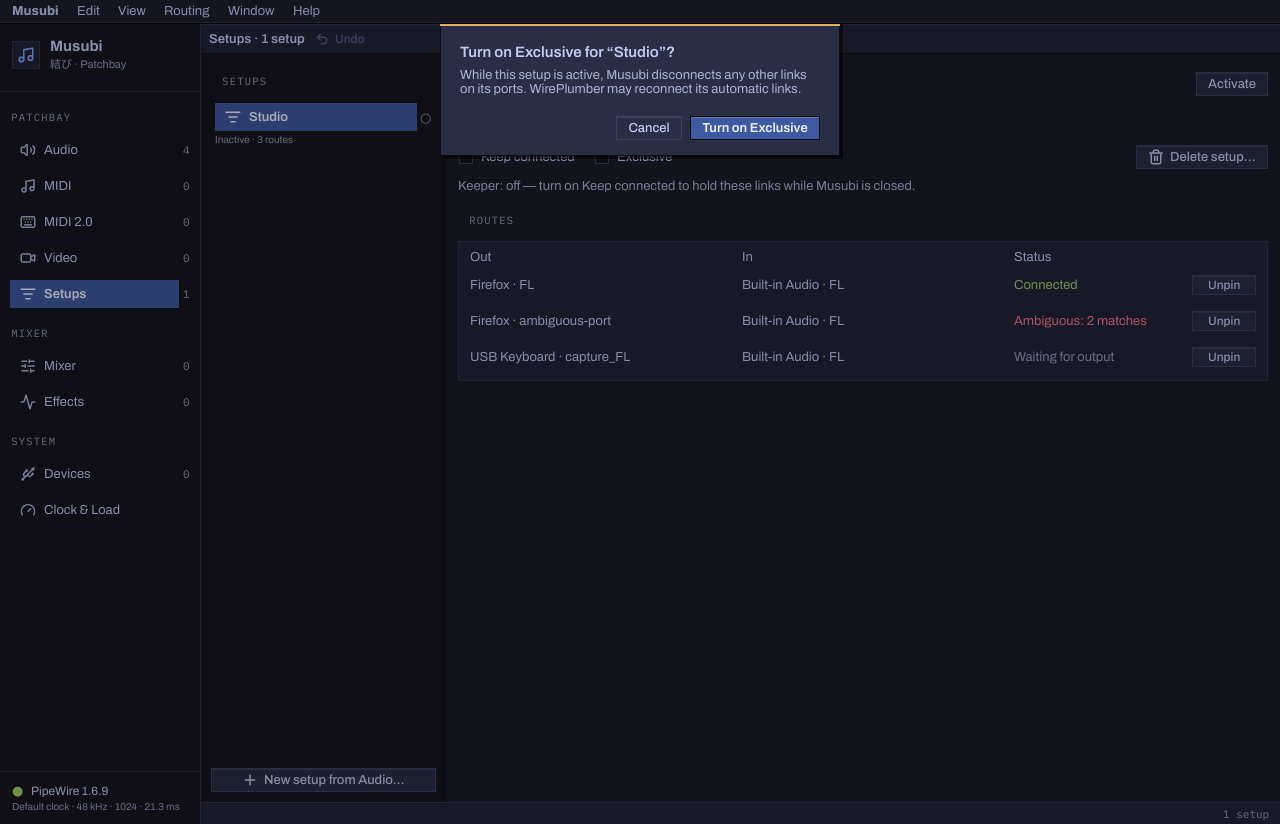 Musubi Edit View Routing Window Help
Musubi
結び · Patchbay
PATCHBAY
Audio 4
MIDI 0
MIDI 2.0 0
Video 0
Setups 1
MIXER
Mixer 0
Effects 0
SYSTEM
Devices 0
Clock & Load
PipeWire 1.6.9
Default clock · 48 kHz · 1024 · 21.3 ms
Setups · 1 setup Undo
SETUPS
Studio
Inactive · 3 routes
New setup from Audio...
Turn on Exclusive for “Studio”?
While this setup is active, Musubi disconnects any other links
on its ports. WirePlumber may reconnect its automatic links.
Cancel Turn on Exclusive
Activate
Keep connected Exclusive Delete setup...
Keeper: off — turn on Keep connected to hold these links while Musubi is closed.
ROUTES
Out In Status
Firefox · FL Built-in Audio · FL Connected Unpin
Firefox · ambiguous-port Built-in Audio · FL Ambiguous: 2 matches Unpin
USB Keyboard · capture_FL Built-in Audio · FL Waiting for output Unpin
1 setup